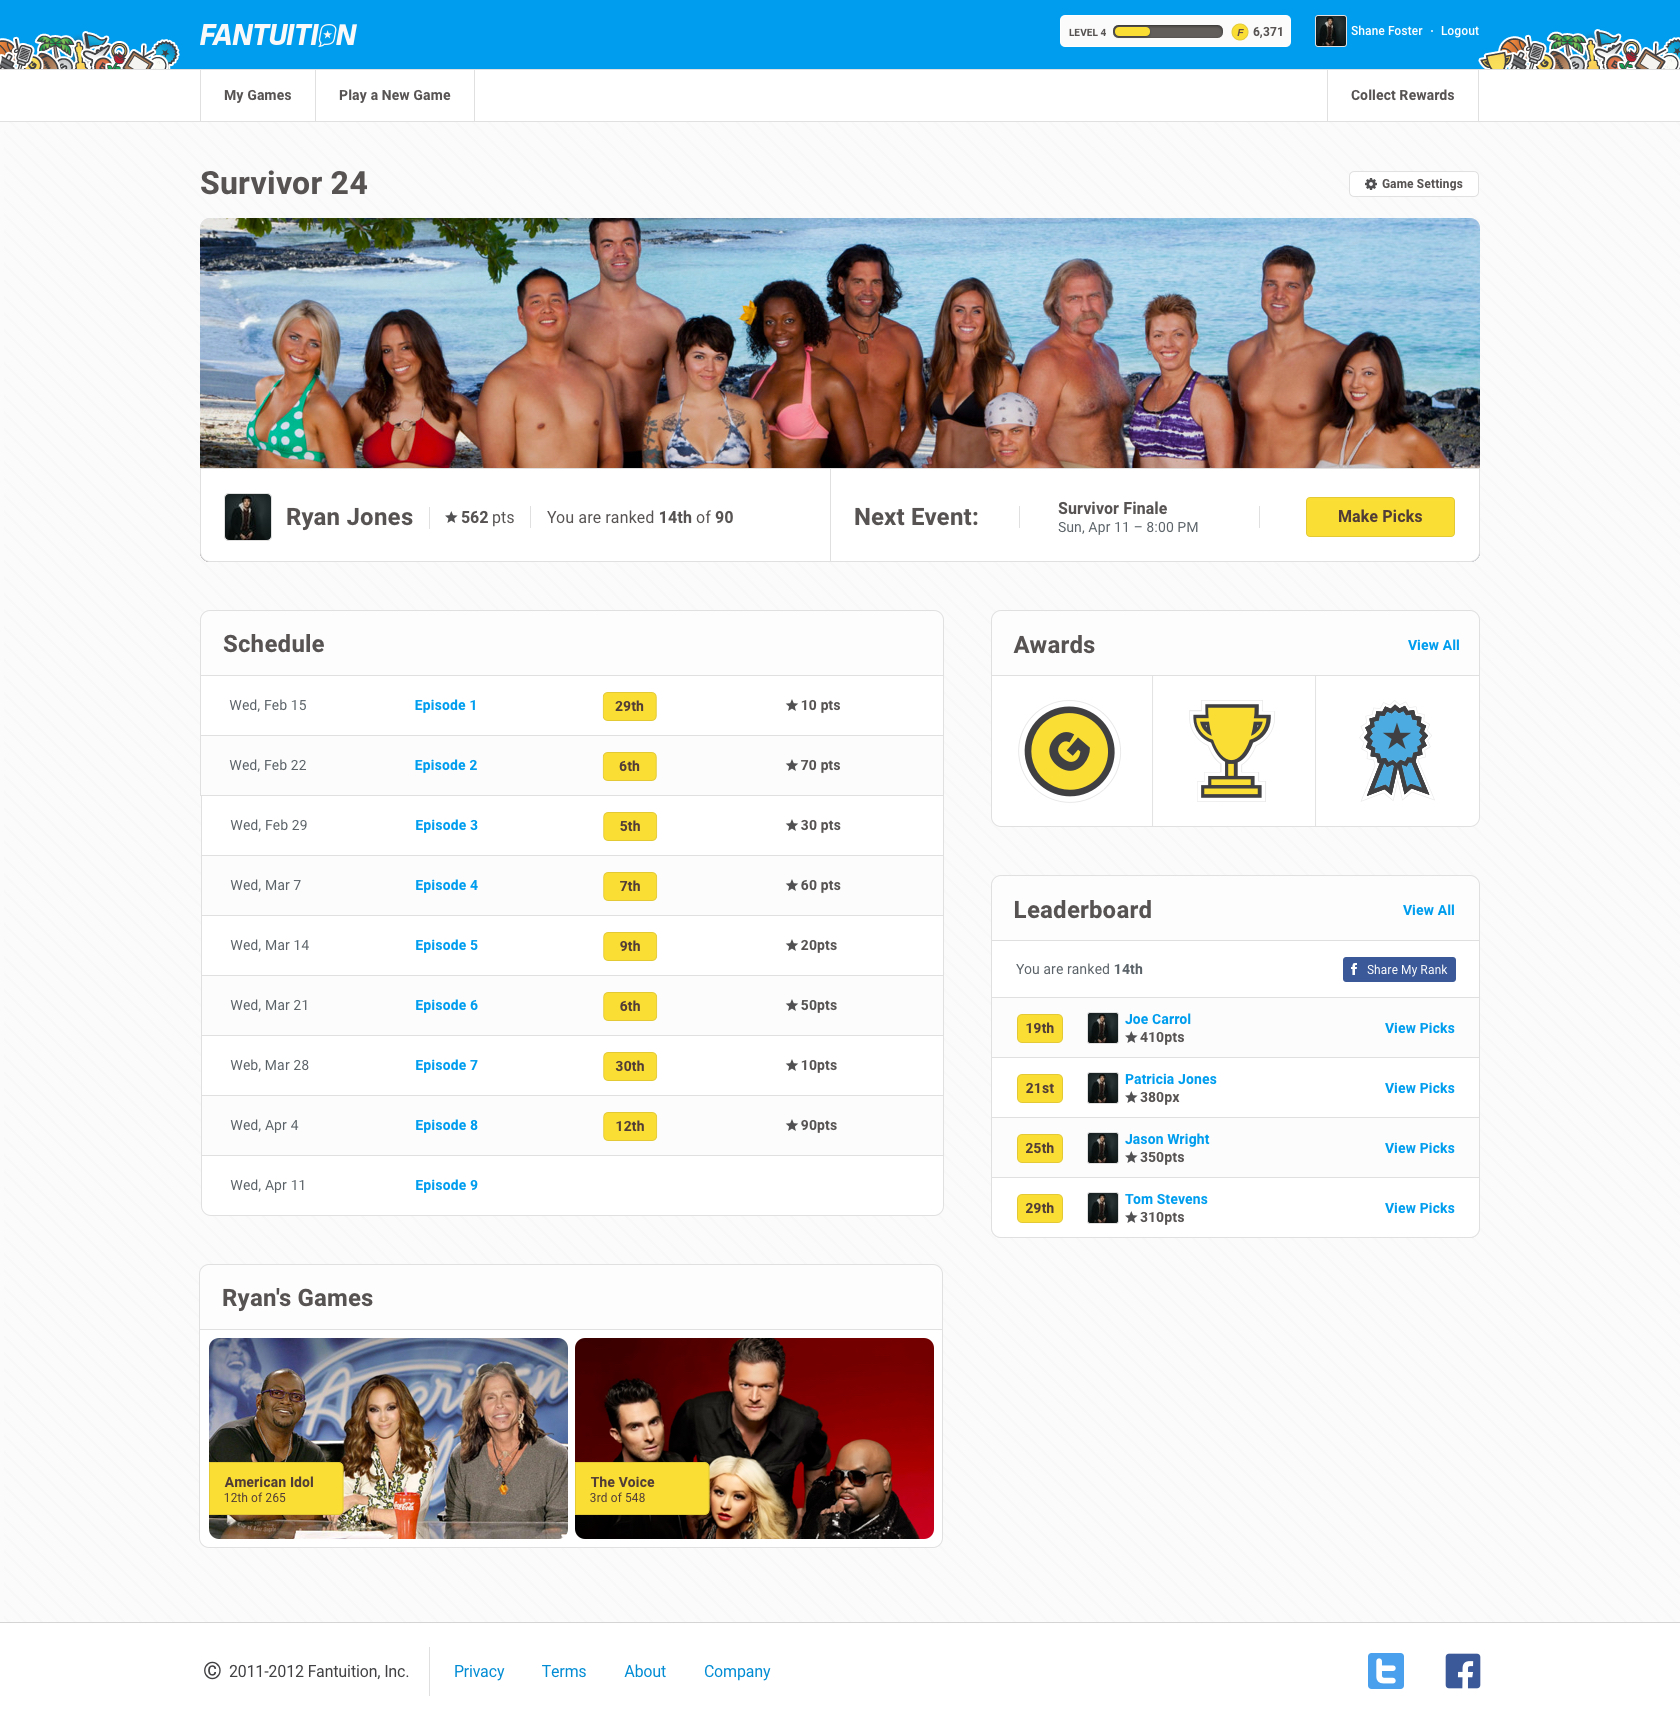 FANTUITION
LEVEL 4
F 6,371
Shane Foster · Logout
My Games
Play a New Game
Collect Rewards
Survivor 24
Game Settings
Ryan Jones
★ 562 pts
You are ranked 14th of 90
Next Event:
Survivor Finale
Sun, Apr 11 – 8:00 PM
Make Picks
Schedule
Wed, Feb 15 Episode 1 29th ★ 10 pts
Wed, Feb 22 Episode 2 6th ★ 70 pts
Wed, Feb 29 Episode 3 5th ★ 30 pts
Wed, Mar 7 Episode 4 7th ★ 60 pts
Wed, Mar 14 Episode 5 9th ★ 20pts
Wed, Mar 21 Episode 6 6th ★ 50pts
Web, Mar 28 Episode 7 30th ★ 10pts
Wed, Apr 4 Episode 8 12th ★ 90pts
Wed, Apr 11 Episode 9
Awards
View All
G
Leaderboard
View All
You are ranked 14th
f Share My Rank
19th Joe Carrol View Picks
★ 410pts
21st Patricia Jones View Picks
★ 380px
25th Jason Wright View Picks
★ 350pts
29th Tom Stevens View Picks
★ 310pts
Ryan's Games
American
American Idol
12th of 265
The Voice
3rd of 548
© 2011-2012 Fantuition, Inc.
Privacy
Terms
About
Company
t
f